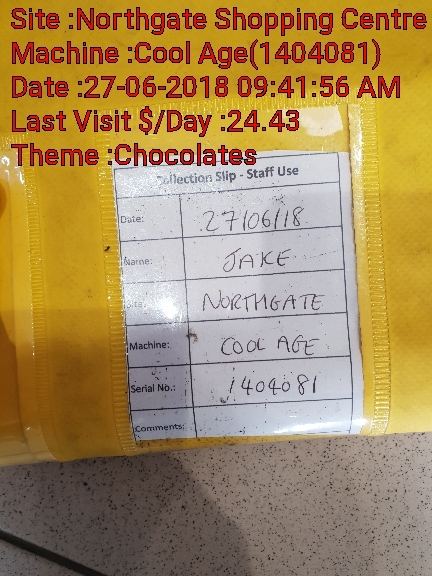 Site :Northgate Shopping Centre
Machine :Cool Age(1404081)
Date :27-06-2018 09:41:56 AM
Last Visit $/Day :24.43
Theme :Chocolates
Collection Slip - Staff Use
Date: 27/06/18
Name: JAKE
Site: NORTHGATE
Machine: COOL AGE
Serial No.: 1404081
Comments: